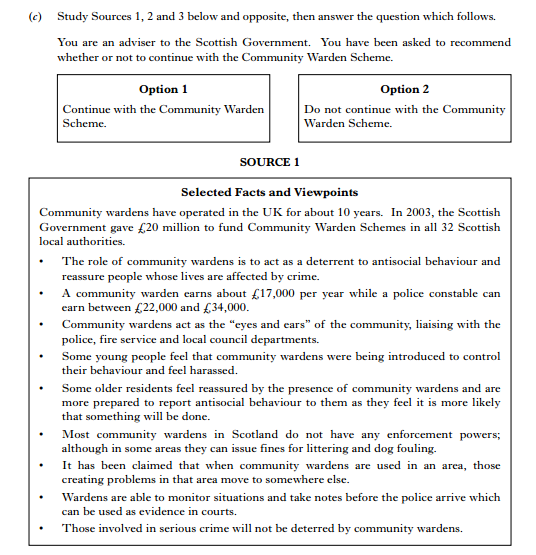 (c) Study Sources 1, 2 and 3 below and opposite, then answer the question which follows.
You are an adviser to the Scottish Government. You have been asked to recommend
whether or not to continue with the Community Warden Scheme.
Option 1
Continue with the Community Warden
Scheme.
Option 2
Do not continue with the Community
Warden Scheme.
SOURCE 1
Selected Facts and Viewpoints
Community wardens have operated in the UK for about 10 years. In 2003, the Scottish
Government gave £20 million to fund Community Warden Schemes in all 32 Scottish
local authorities.
• The role of community wardens is to act as a deterrent to antisocial behaviour and
reassure people whose lives are affected by crime.
• A community warden earns about £17,000 per year while a police constable can
earn between £22,000 and £34,000.
• Community wardens act as the “eyes and ears” of the community, liaising with the
police, fire service and local council departments.
• Some young people feel that community wardens were being introduced to control
their behaviour and feel harassed.
• Some older residents feel reassured by the presence of community wardens and are
more prepared to report antisocial behaviour to them as they feel it is more likely
that something will be done.
• Most community wardens in Scotland do not have any enforcement powers;
although in some areas they can issue fines for littering and dog fouling.
• It has been claimed that when community wardens are used in an area, those
creating problems in that area move to somewhere else.
• Wardens are able to monitor situations and take notes before the police arrive which
can be used as evidence in courts.
• Those involved in serious crime will not be deterred by community wardens.